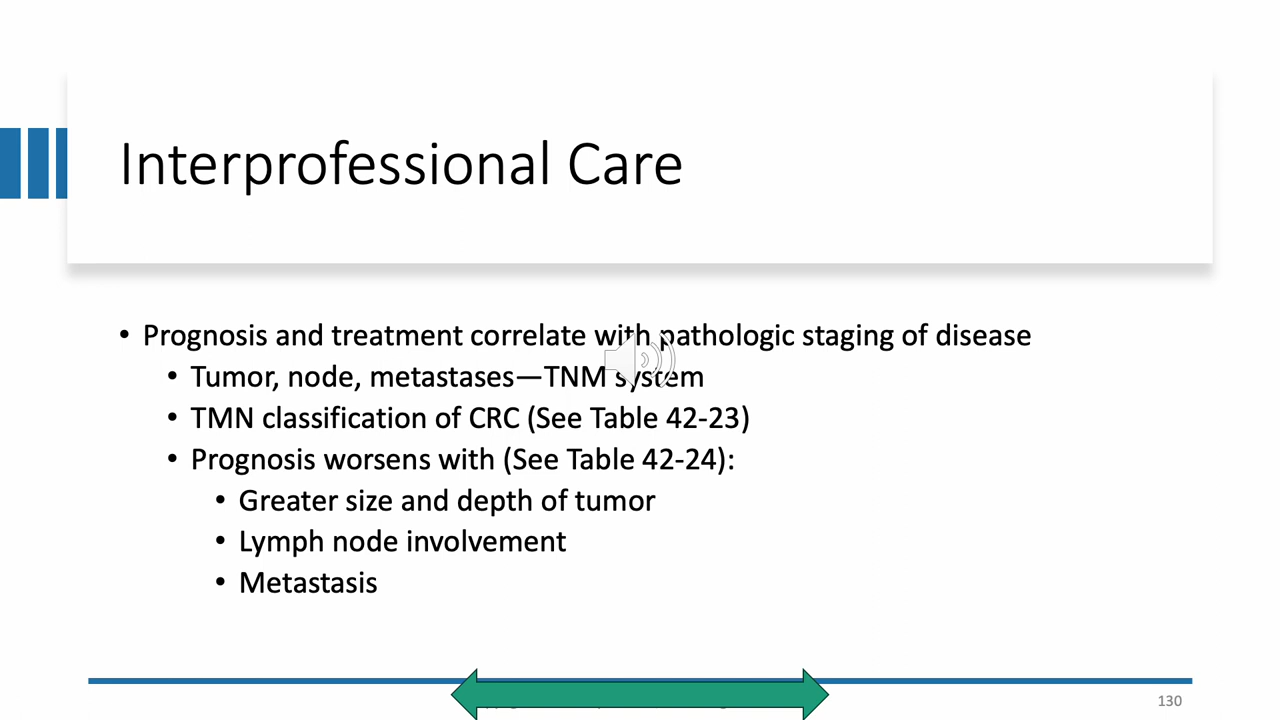 Interprofessional Care
• Prognosis and treatment correlate with pathologic staging of disease
• Tumor, node, metastases—TNM system
• TMN classification of CRC (See Table 42-23)
• Prognosis worsens with (See Table 42-24):
• Greater size and depth of tumor
• Lymph node involvement
• Metastasis
130